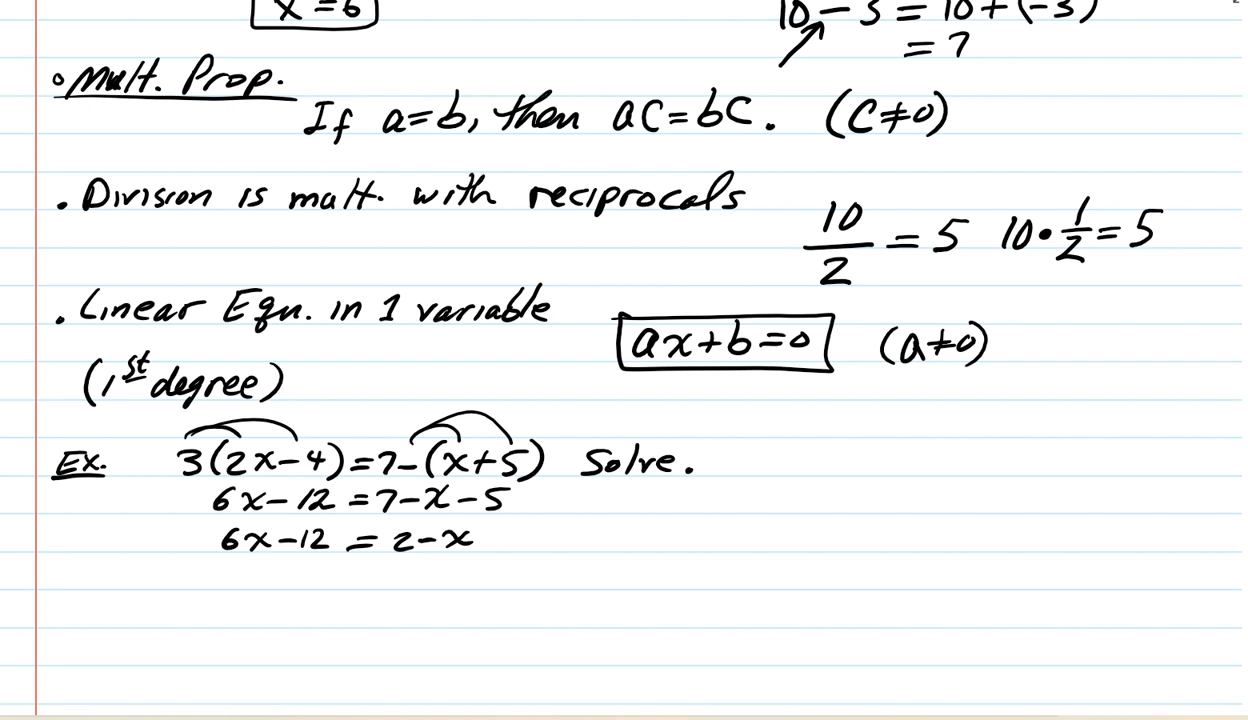 x = 6
10 - 3 = 10 + (-3)
= 7
• Mult. Prop.
If a=b, then ac=bc. (c≠0)
. Division is mult. with reciprocals
10/2 = 5 10 • 1/2 = 5
. Linear Eqn. in 1 variable
(1st degree)
ax+b=0 (a≠0)
Ex. 3(2x-4)=7-(x+5) Solve.
6x-12 = 7-x-5
6x-12 = 2-x